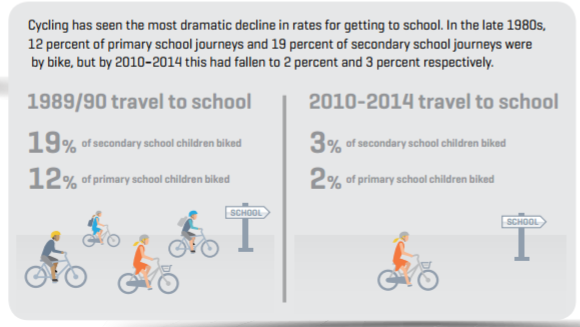 Cycling has seen the most dramatic decline in rates for getting to school. In the late 1980s,
12 percent of primary school journeys and 19 percent of secondary school journeys were
by bike, but by 2010–2014 this had fallen to 2 percent and 3 percent respectively.
1989/90 travel to school
19% of secondary school children biked
12% of primary school children biked
SCHOOL
2010-2014 travel to school
3% of secondary school children biked
2% of primary school children biked
SCHOOL